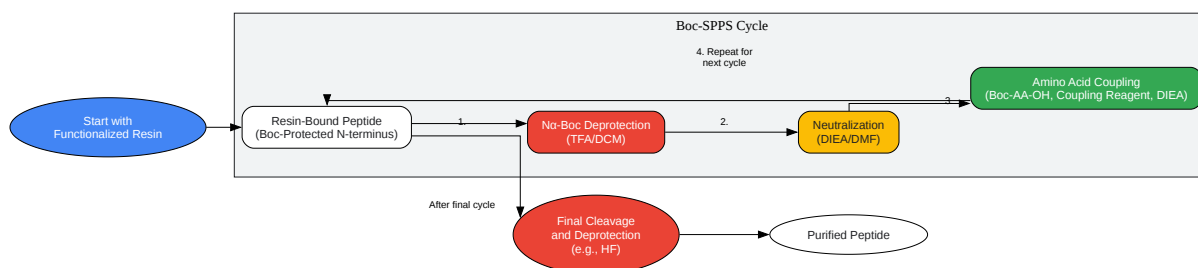 Boc-SPPS Cycle
4. Repeat for
next cycle
Start with
Functionalized Resin
Resin-Bound Peptide
(Boc-Protected N-terminus)
1.
Nα-Boc Deprotection
(TFA/DCM)
2.
Neutralization
(DIEA/DMF)
3.
Amino Acid Coupling
(Boc-AA-OH, Coupling Reagent, DIEA)
After final cycle
Final Cleavage
and Deprotection
(e.g., HF)
Purified Peptide